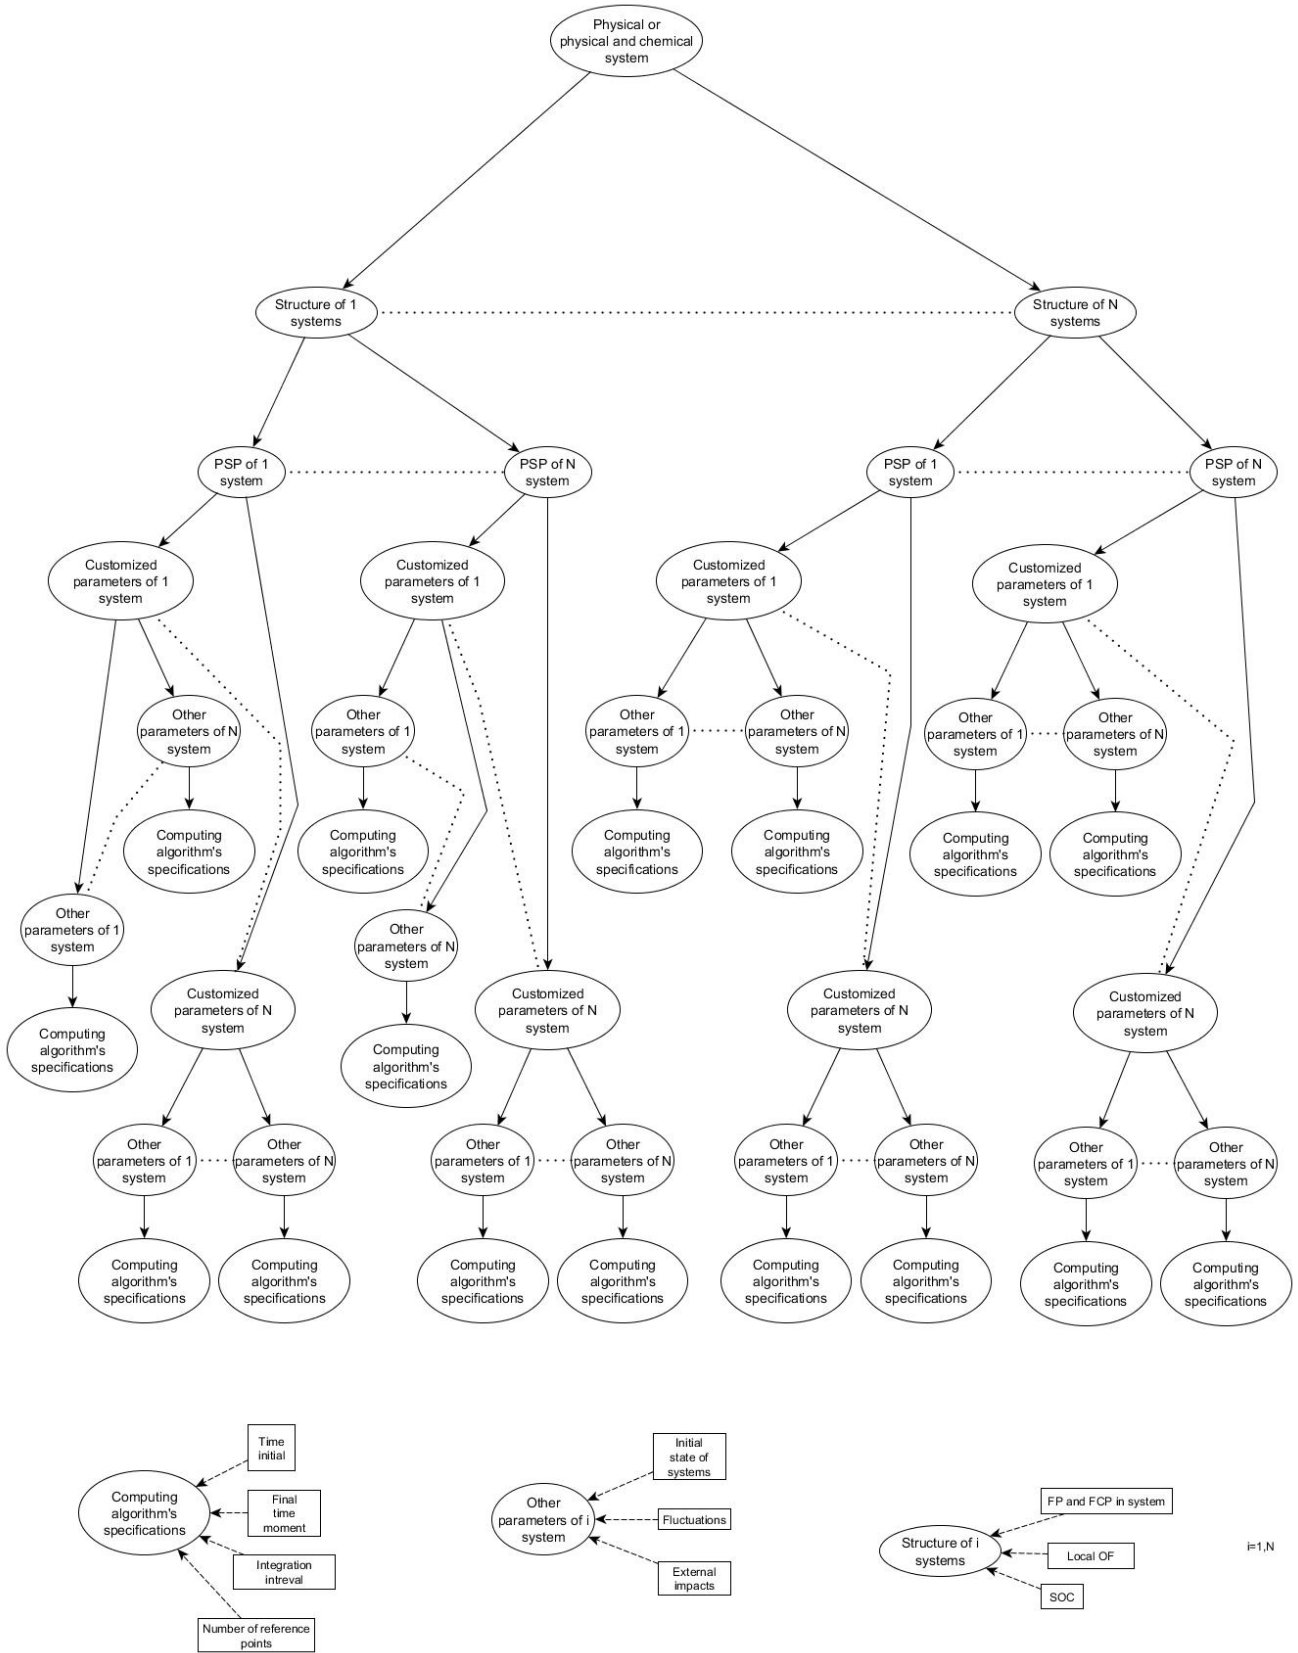 Physical or
physical and chemical
system
Structure of 1
systems
Structure of N
systems
PSP of 1
system
PSP of N
system
PSP of 1
system
PSP of N
system
Customized
parameters of 1
system
Customized
parameters of 1
system
Customized
parameters of 1
system
Customized
parameters of 1
system
Other
parameters of N
system
Other
parameters of 1
system
Other
parameters of 1
system
Other
parameters of N
system
Other
parameters of 1
system
Other
parameters of N
system
Computing
algorithm's
specifications
Computing
algorithm's
specifications
Computing
algorithm's
specifications
Computing
algorithm's
specifications
Computing
algorithm's
specifications
Computing
algorithm's
specifications
Other
parameters of 1
system
Other
parameters of N
system
Computing
algorithm's
specifications
Computing
algorithm's
specifications
Customized
parameters of N
system
Customized
parameters of N
system
Customized
parameters of N
system
Customized
parameters of N
system
Other
parameters of 1
system
Other
parameters of N
system
Other
parameters of 1
system
Other
parameters of N
system
Other
parameters of 1
system
Other
parameters of N
system
Other
parameters of 1
system
Other
parameters of N
system
Computing
algorithm's
specifications
Computing
algorithm's
specifications
Computing
algorithm's
specifications
Computing
algorithm's
specifications
Computing
algorithm's
specifications
Computing
algorithm's
specifications
Computing
algorithm's
specifications
Computing
algorithm's
specifications
Computing
algorithm's
specifications
Time
initial
Final
time
moment
Integration
intreval
Number of reference
points
Other
parameters of i
system
Initial
state of
systems
Fluctuations
External
impacts
Structure of i
systems
FP and FCP in system
Local OF
SOC
i=1,N